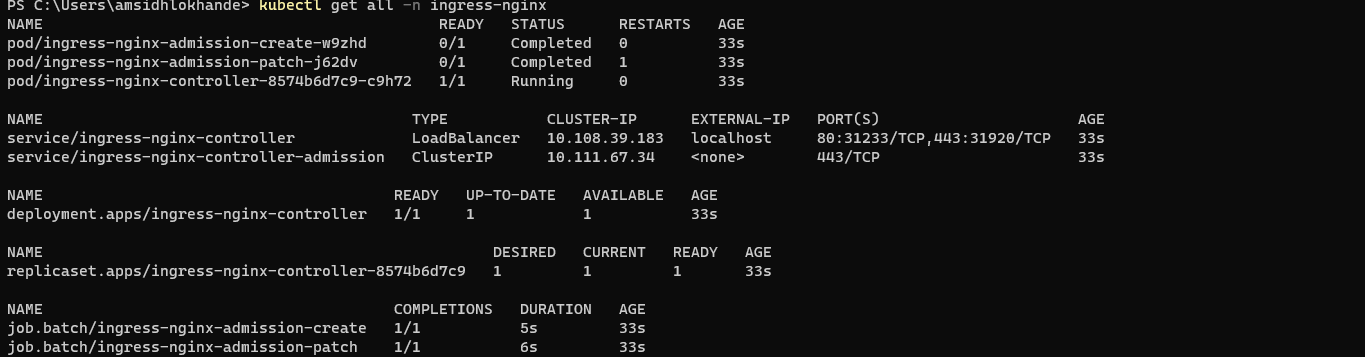 PS C:\Users\amsidhlokhande> kubectl get all -n ingress-nginx
NAME READY STATUS RESTARTS AGE
pod/ingress-nginx-admission-create-w9zhd 0/1 Completed 0 33s
pod/ingress-nginx-admission-patch-j62dv 0/1 Completed 1 33s
pod/ingress-nginx-controller-8574b6d7c9-c9h72 1/1 Running 0 33s
NAME TYPE CLUSTER-IP EXTERNAL-IP PORT(S) AGE
service/ingress-nginx-controller LoadBalancer 10.108.39.183 localhost 80:31233/TCP,443:31920/TCP 33s
service/ingress-nginx-controller-admission ClusterIP 10.111.67.34 <none> 443/TCP 33s
NAME READY UP-TO-DATE AVAILABLE AGE
deployment.apps/ingress-nginx-controller 1/1 1 1 33s
NAME DESIRED CURRENT READY AGE
replicaset.apps/ingress-nginx-controller-8574b6d7c9 1 1 1 33s
NAME COMPLETIONS DURATION AGE
job.batch/ingress-nginx-admission-create 1/1 5s 33s
job.batch/ingress-nginx-admission-patch 1/1 6s 33s